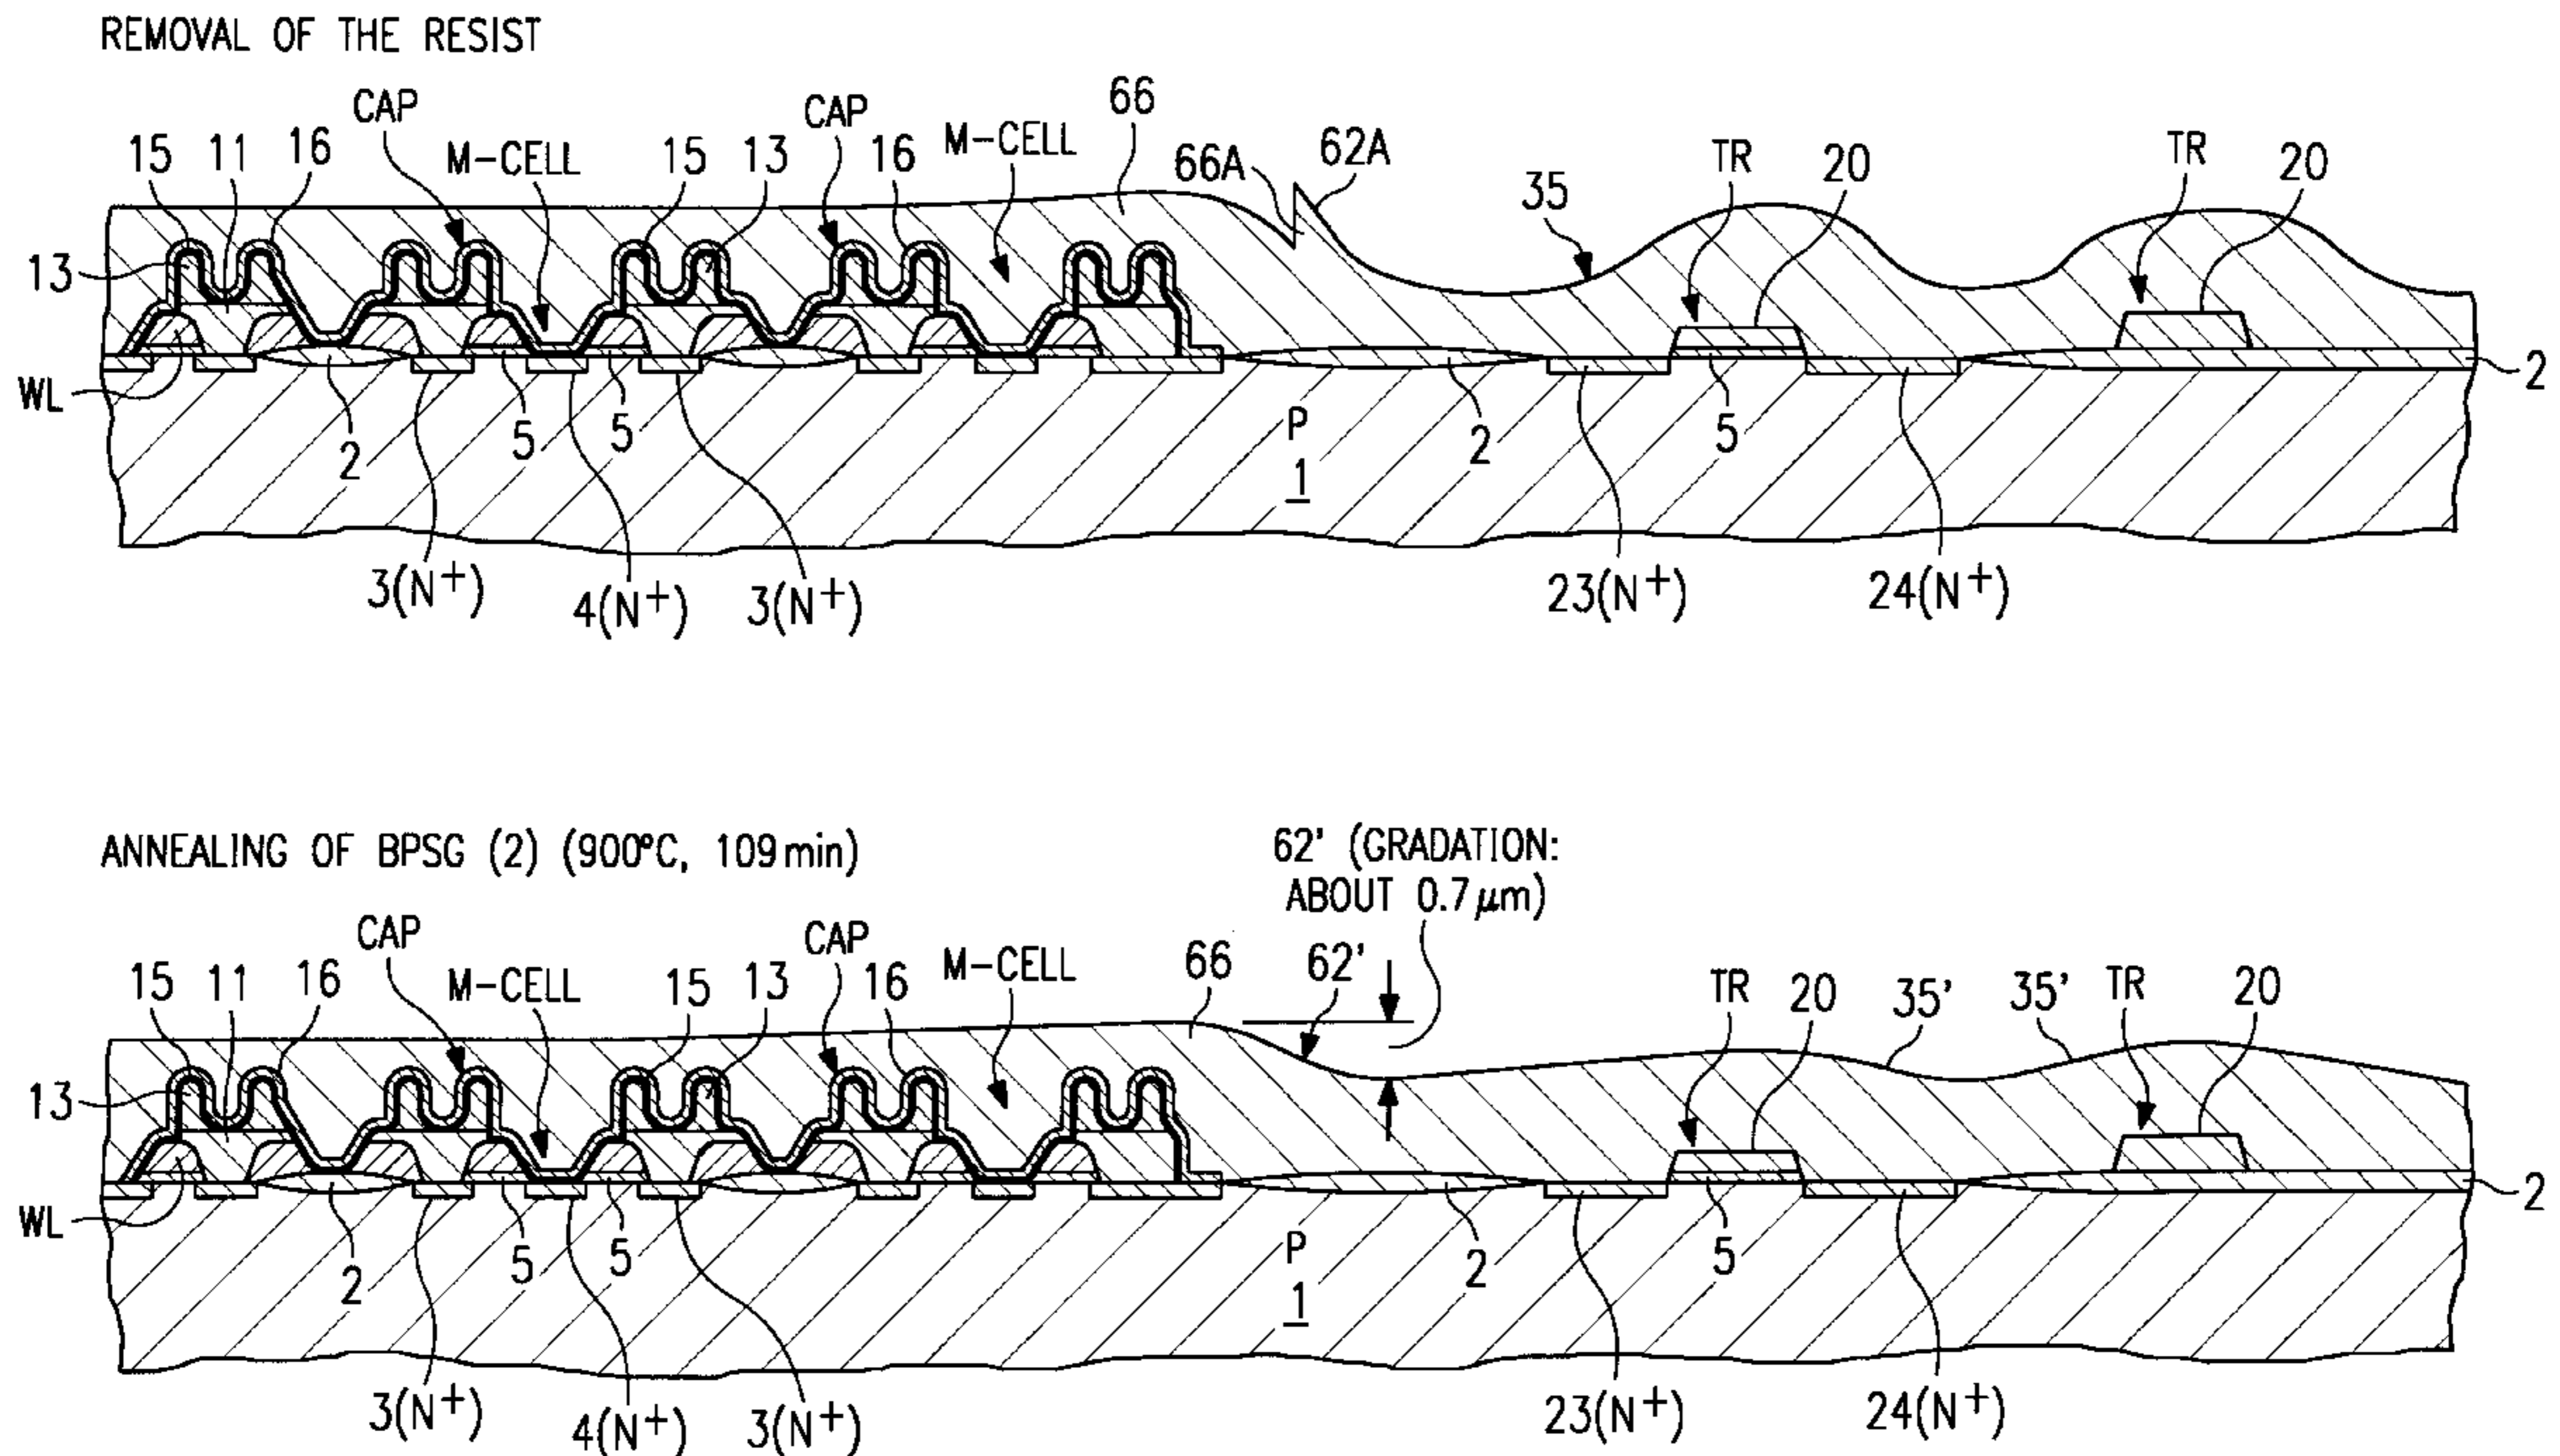 REMOVAL OF THE RESIST
CAP
CAP
66
15
11
16
M-CELL
15
13
16
M-CELL
66A
62A
35
TR
20
TR
20
13
WL
2
5
5
P
1
2
5
2
3(N+)
4(N+)
3(N+)
23(N+)
24(N+)
ANNEALING OF BPSG (2) (900°C, 109 min)
62' (GRADATION:
ABOUT 0.7 μm)
CAP
CAP
15
11
16
M-CELL
15
13
16
M-CELL
66
62'
TR
20
35'
35'
TR
20
13
WL
2
5
5
P
1
2
5
2
3(N+)
4(N+)
3(N+)
23(N+)
24(N+)